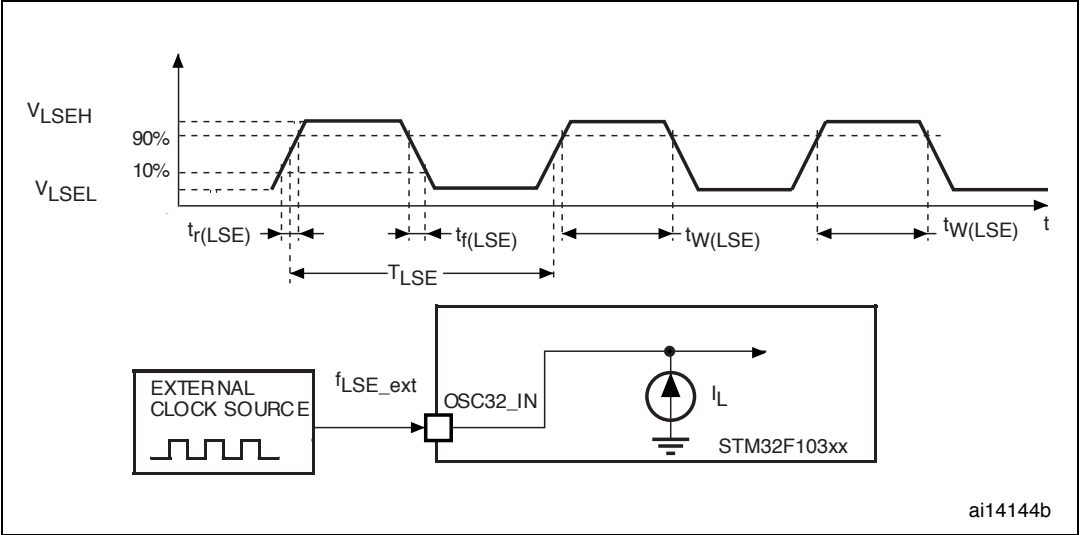 VLSEH
90%
10%
VLSEL
tr(LSE)
tf(LSE)
tW(LSE)
tW(LSE)
t
TLSE
EXTERNAL
CLOCK SOURCE
fLSE_ext
OSC32_IN
IL
STM32F103xx
ai14144b